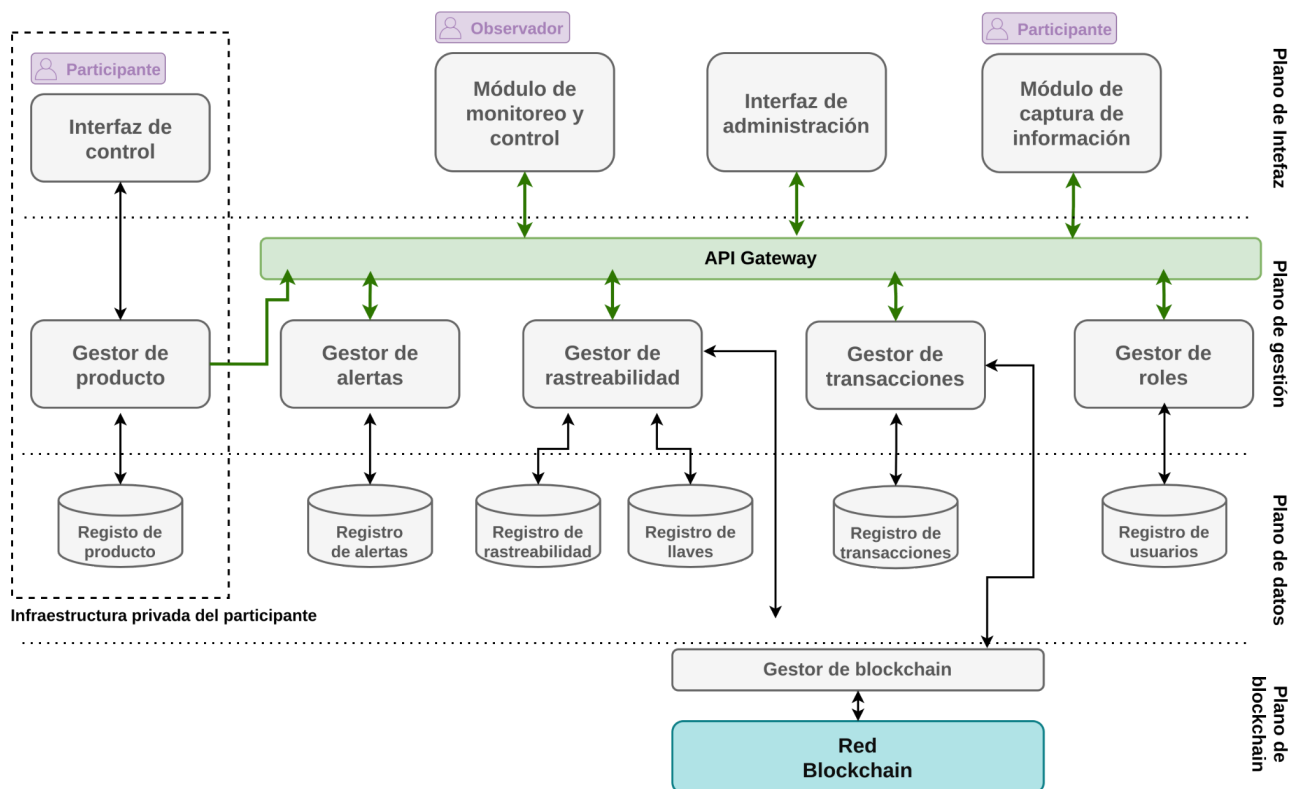 Observador
Participante
Participante
Interfaz de
control
Módulo de
monitoreo y
control
Interfaz de
administración
Módulo de
captura de
información
Plano de Intefaz
API Gateway
Gestor de
producto
Gestor de
alertas
Gestor de
rastreabilidad
Gestor de
transacciones
Gestor de
roles
Plano de gestión
Registo de
producto
Registro
de alertas
Registro de
rastreabilidad
Registro de
llaves
Registro de
transacciones
Registro de
usuarios
Plano de datos
Infraestructura privada del participante
Gestor de blockchain
Red
Blockchain
Plano de
blockchain